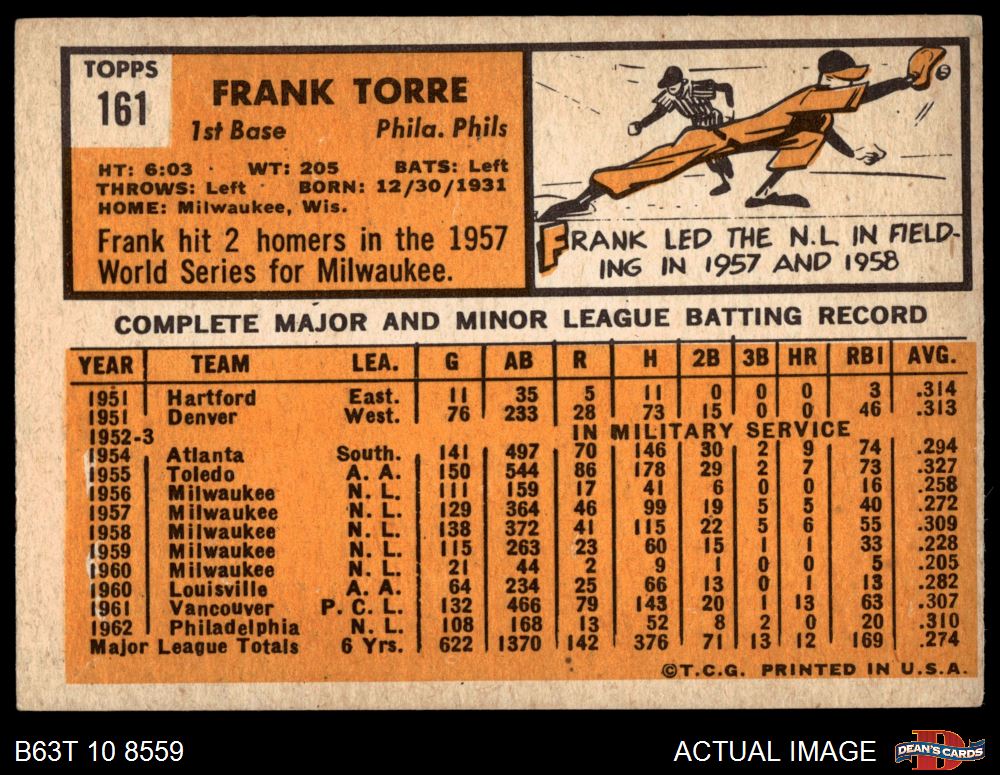 TOPPS
161
FRANK TORRE
1st Base Phila. Phils
HT: 6:03 · WT: 205 BATS: Left
THROWS: Left BORN: 12/30/1931
HOME: Milwaukee, Wis.
Frank hit 2 homers in the 1957
World Series for Milwaukee.
FRANK LED THE N.L. IN FIELD-
ING IN 1957 AND 1958
COMPLETE MAJOR AND MINOR LEAGUE BATTING RECORD
YEAR TEAM LEA. G AB R H 2B 3B HR RBI AVG.
1951 Hartford East. 11 35 5 11 0 0 0 3 .314
1951 Denver West. 76 233 28 73 15 0 0 46 .313
1952-3 IN MILITARY SERVICE
1954 Atlanta South. 141 497 70 146 30 2 9 74 .294
1955 Toledo A. A. 150 544 86 178 29 2 7 73 .327
1956 Milwaukee N. L. 111 159 17 41 6 0 0 16 .258
1957 Milwaukee N. L. 129 364 46 99 19 5 5 40 .272
1958 Milwaukee N. L. 138 372 41 115 22 5 6 55 .309
1959 Milwaukee N. L. 115 263 23 60 15 1 1 33 .228
1960 Milwaukee N. L. 21 44 2 9 1 0 0 5 .205
1960 Louisville A. A. 64 234 25 66 13 0 1 13 .282
1961 Vancouver P. C. L. 132 466 79 143 20 1 13 63 .307
1962 Philadelphia N. L. 108 168 13 52 8 2 0 20 .310
Major League Totals 6 Yrs. 622 1370 142 376 71 13 12 169 .274
©T.C.G. PRINTED IN U.S.A.
B63T 10 8559
ACTUAL IMAGE
DEAN'S CARDS